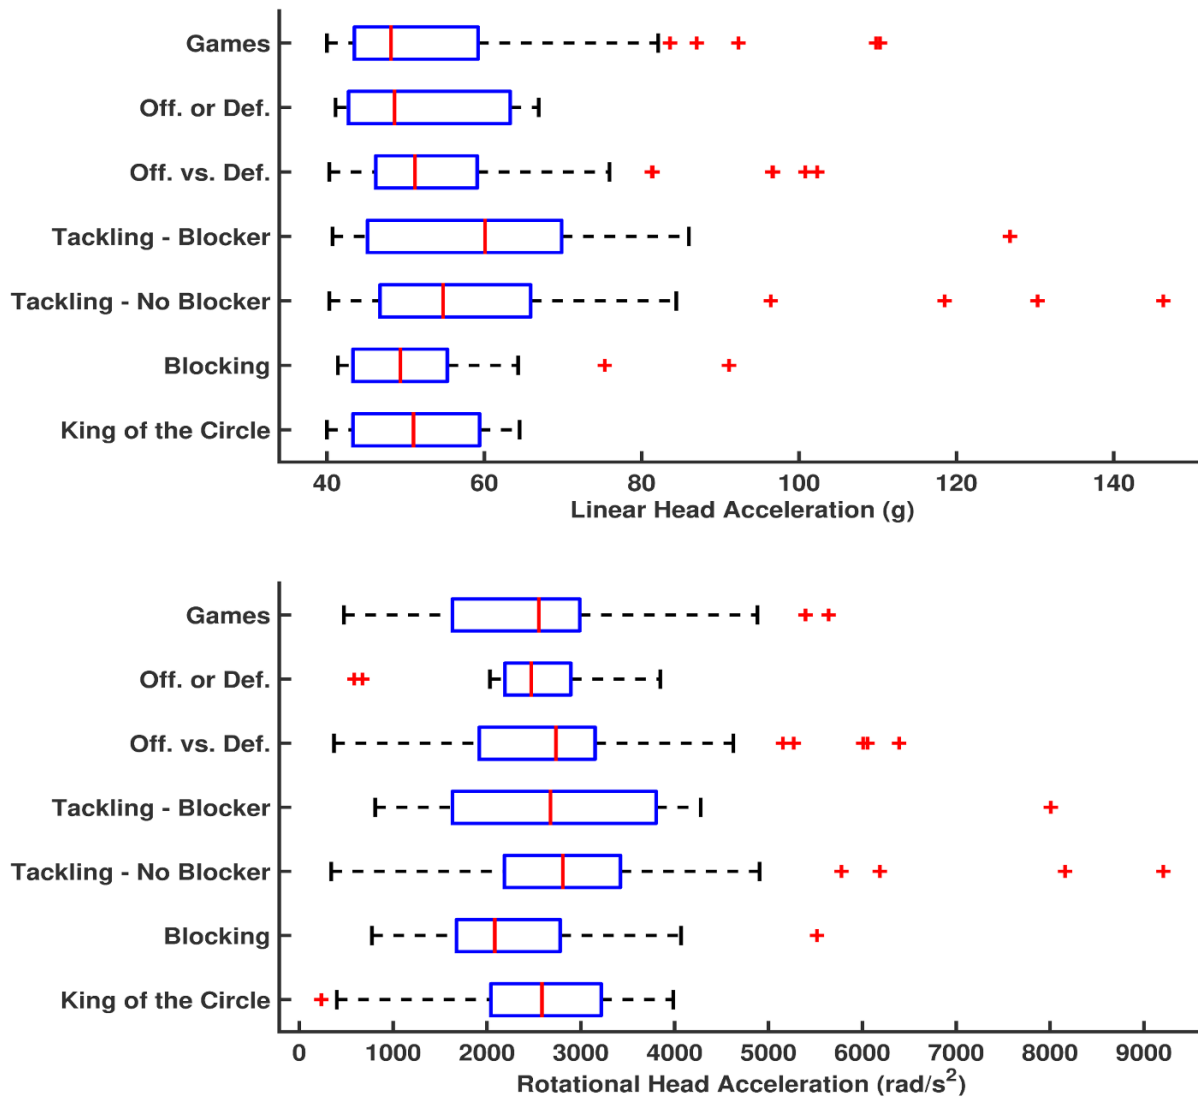 Games
Off. or Def.
Off. vs. Def.
Tackling - Blocker
Tackling - No Blocker
Blocking
King of the Circle
40 60 80 100 120 140
Linear Head Acceleration (g)
Games
Off. or Def.
Off. vs. Def.
Tackling - Blocker
Tackling - No Blocker
Blocking
King of the Circle
0 1000 2000 3000 4000 5000 6000 7000 8000 9000
Rotational Head Acceleration (rad/s²)